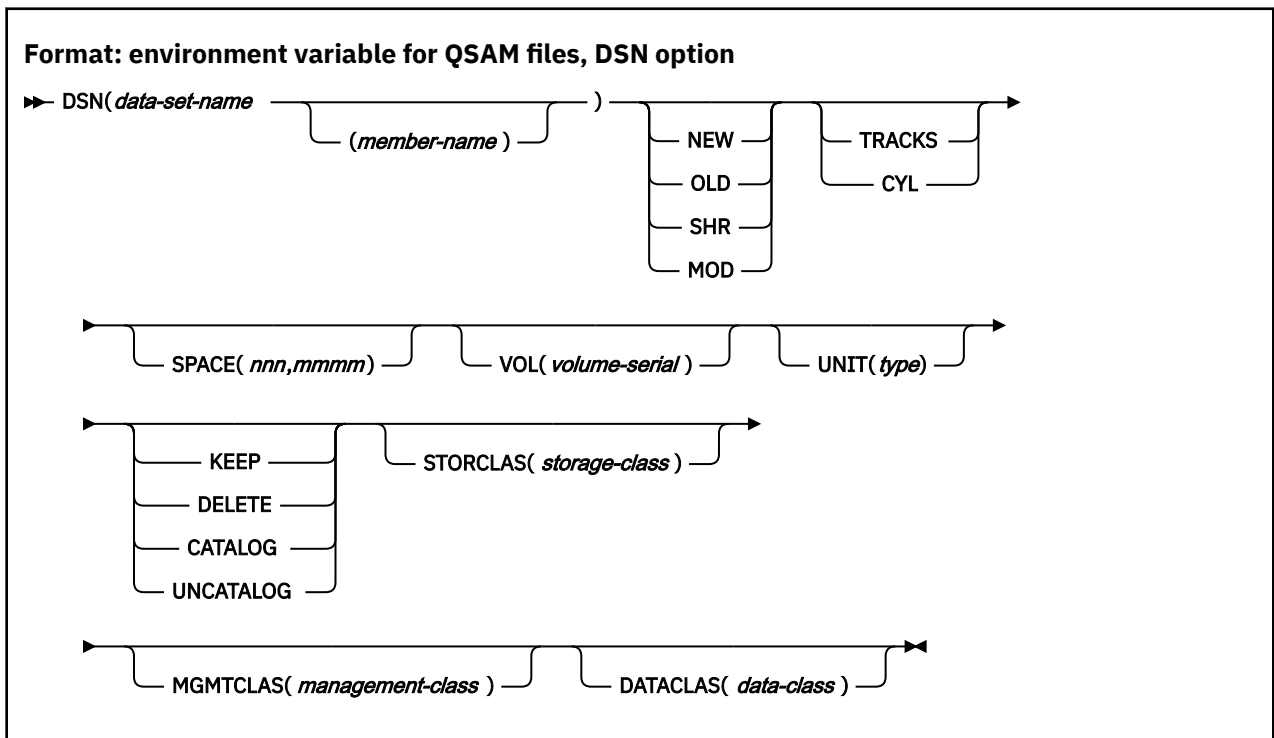 Format: environment variable for QSAM files, DSN option
DSN( data-set-name )
(member-name )
NEW
OLD
SHR
MOD
TRACKS
CYL
SPACE( nnn,mmmm) VOL( volume-serial ) UNIT( type)
KEEP
DELETE
CATALOG
UNCATALOG
STORCLAS( storage-class )
MGMTCLAS( management-class ) DATACLAS( data-class )